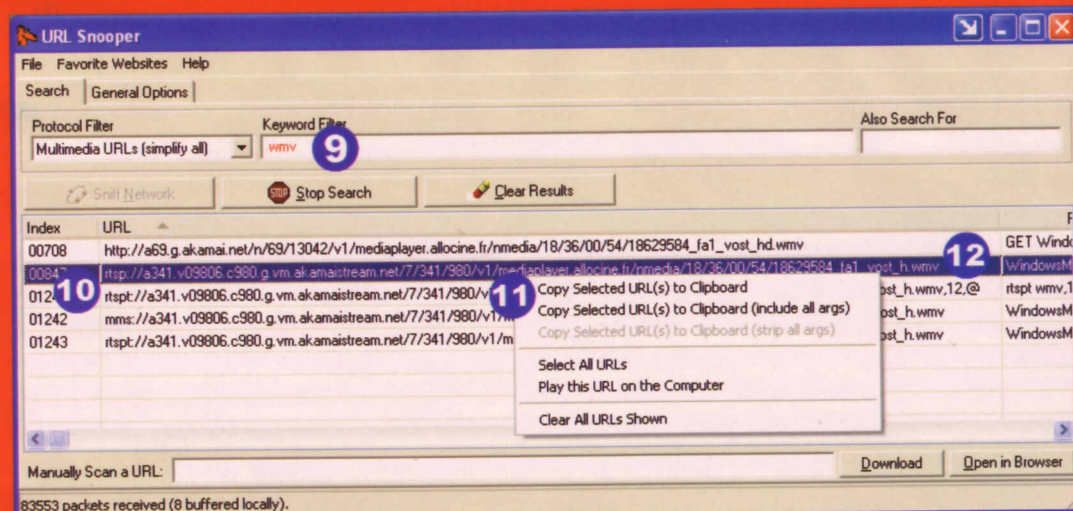 URL Snooper
File Favorite Websites Help
Search General Options
Protocol Filter Keyword Filter Also Search For
Multimedia URLs (simplify all) wmv 9
Sniff Network STOP Stop Search Clear Results
Index URL
00708 http://a69.g.akamai.net/n/69/13042/v1/mediaplayer.allocine.fr/nmedia/18/36/00/54/18629584_fa1_vost_hd.wmv GET Windo
rtsp://a341.v09806.c980.g.vm.akamaistream.net/7/341/980/v1/mediaplayer.allocine.fr/nmedia/18/36/00/54/18629584_fa1_vost_h.wmv 12 WindowsM
10 rtspt://a341.v09806.c980.g.vm.akamaistream.net/7/341/980/v 11 ost_h.wmv,12,@ rtspt wmv,1
01242 mms://a341.v09806.c980.g.vm.akamaistream.net/7/341/980/v1/m ost_h.wmv WindowsM
01243 rtspt://a341.v09806.c980.g.vm.akamaistream.net/7/341/980/v1/m ost_h.wmv WindowsM
Copy Selected URL(s) to Clipboard
Copy Selected URL(s) to Clipboard (include all args)
Copy Selected URL(s) to Clipboard (strip all args)
Select All URLs
Play this URL on the Computer
Clear All URLs Shown
Manually Scan a URL: Download Open in Browser
83553 packets received (8 buffered locally).